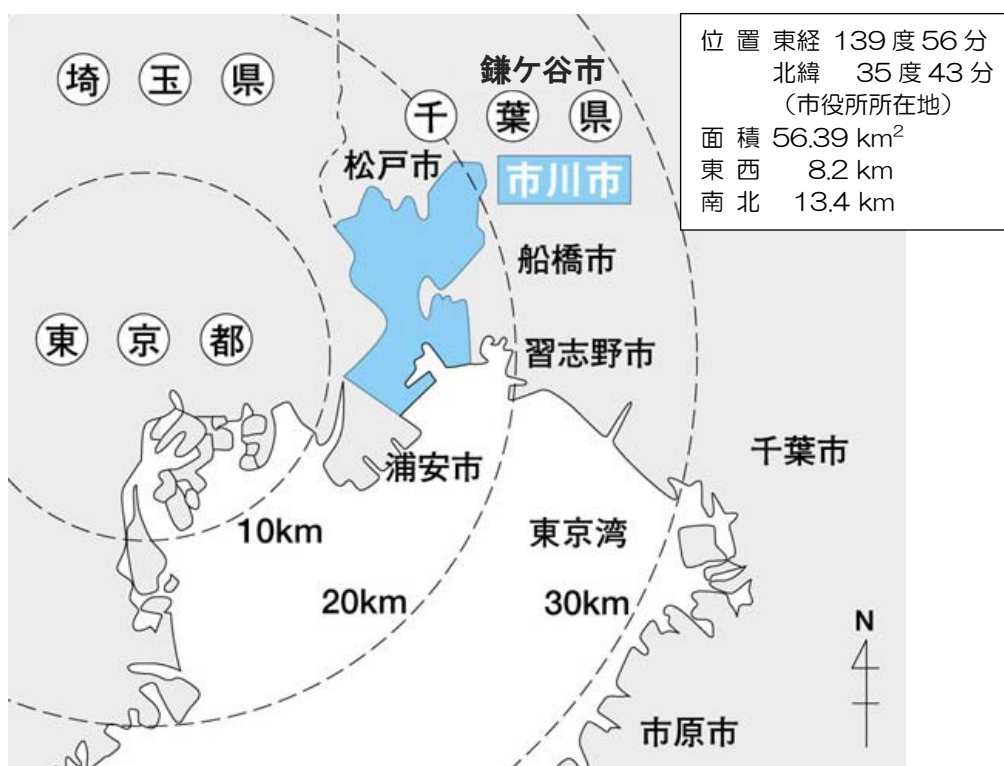 位 置 東経 139 度 56 分
北緯 35 度 43 分
(市役所所在地)
面 積 56.39 km²
東 西 8.2 km
南 北 13.4 km
埼 玉 県
鎌ケ谷市
千 葉 県
松戸市
市川市
船橋市
東 京 都
習志野市
千葉市
浦安市
10km
東京湾
20km
30km
N
市原市